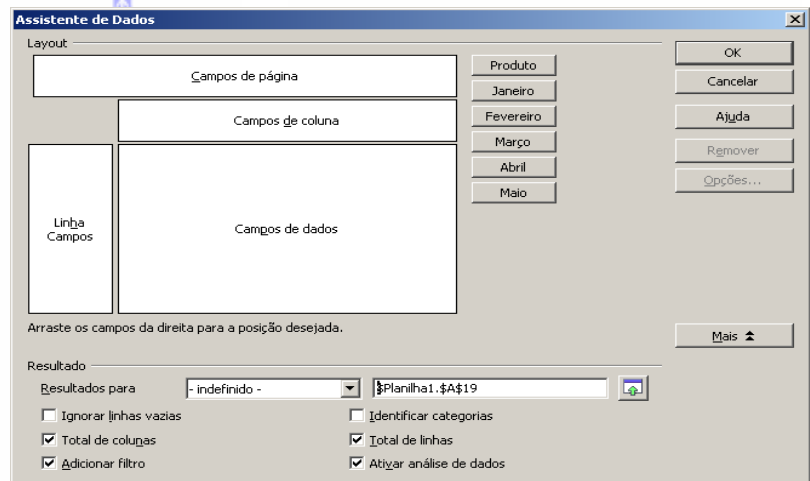 Assistente de Dados
Layout
Campos de página
Campos de coluna
Linha
Campos
Campos de dados
Produto
Janeiro
Fevereiro
Março
Abril
Maio
OK
Cancelar
Ajuda
Remover
Opções...
Arraste os campos da direita para a posição desejada.
Mais
Resultado
Resultados para
- indefinido -
$Planilha1.$A$19
Ignorar linhas vazias
Identificar categorias
Total de colunas
Total de linhas
Adicionar filtro
Ativar análise de dados